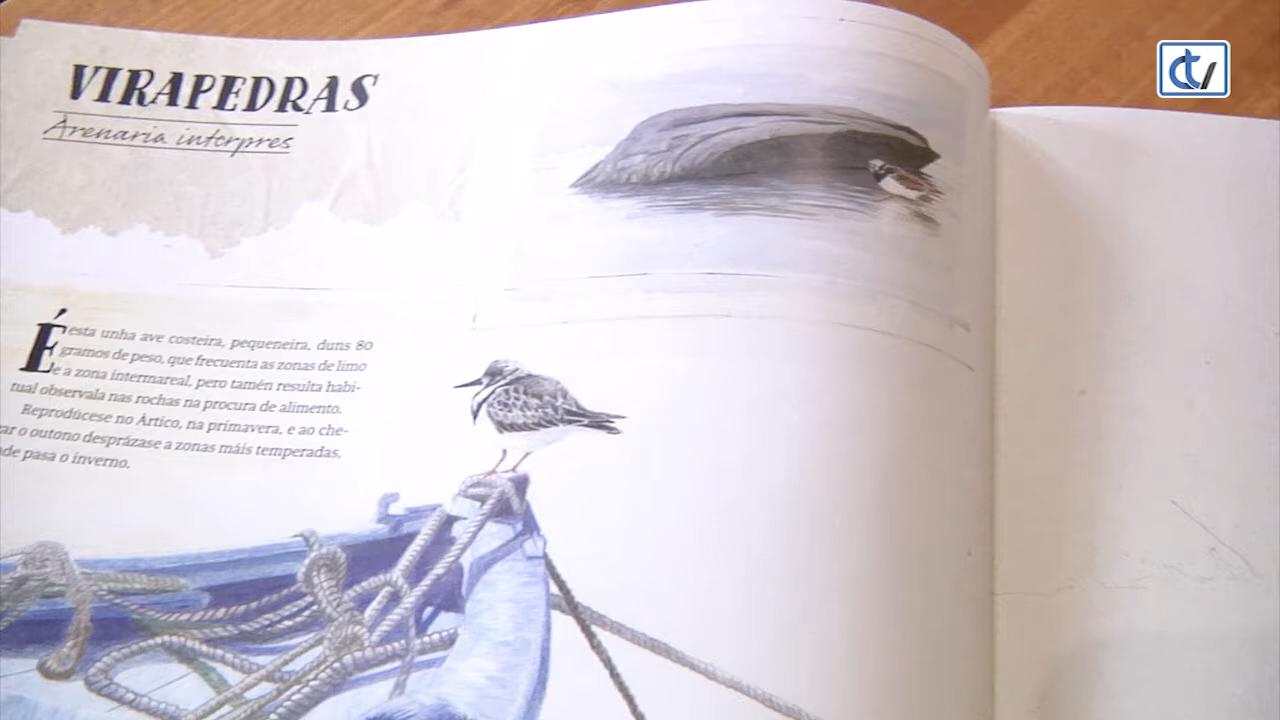 VIRAPEDRAS
Arenaria interpres
É esta unha ave costeira, pequeneira, duns 80
gramos de peso, que frecuenta as zonas de limo
e a zona intermareal, pero tamén resulta habi-
tual observala nas rochas na procura de alimento.
Reprodúcese no Ártico, na primavera, e ao che-
ar o outono desprázase a zonas máis temperadas,
de pasa o inverno.